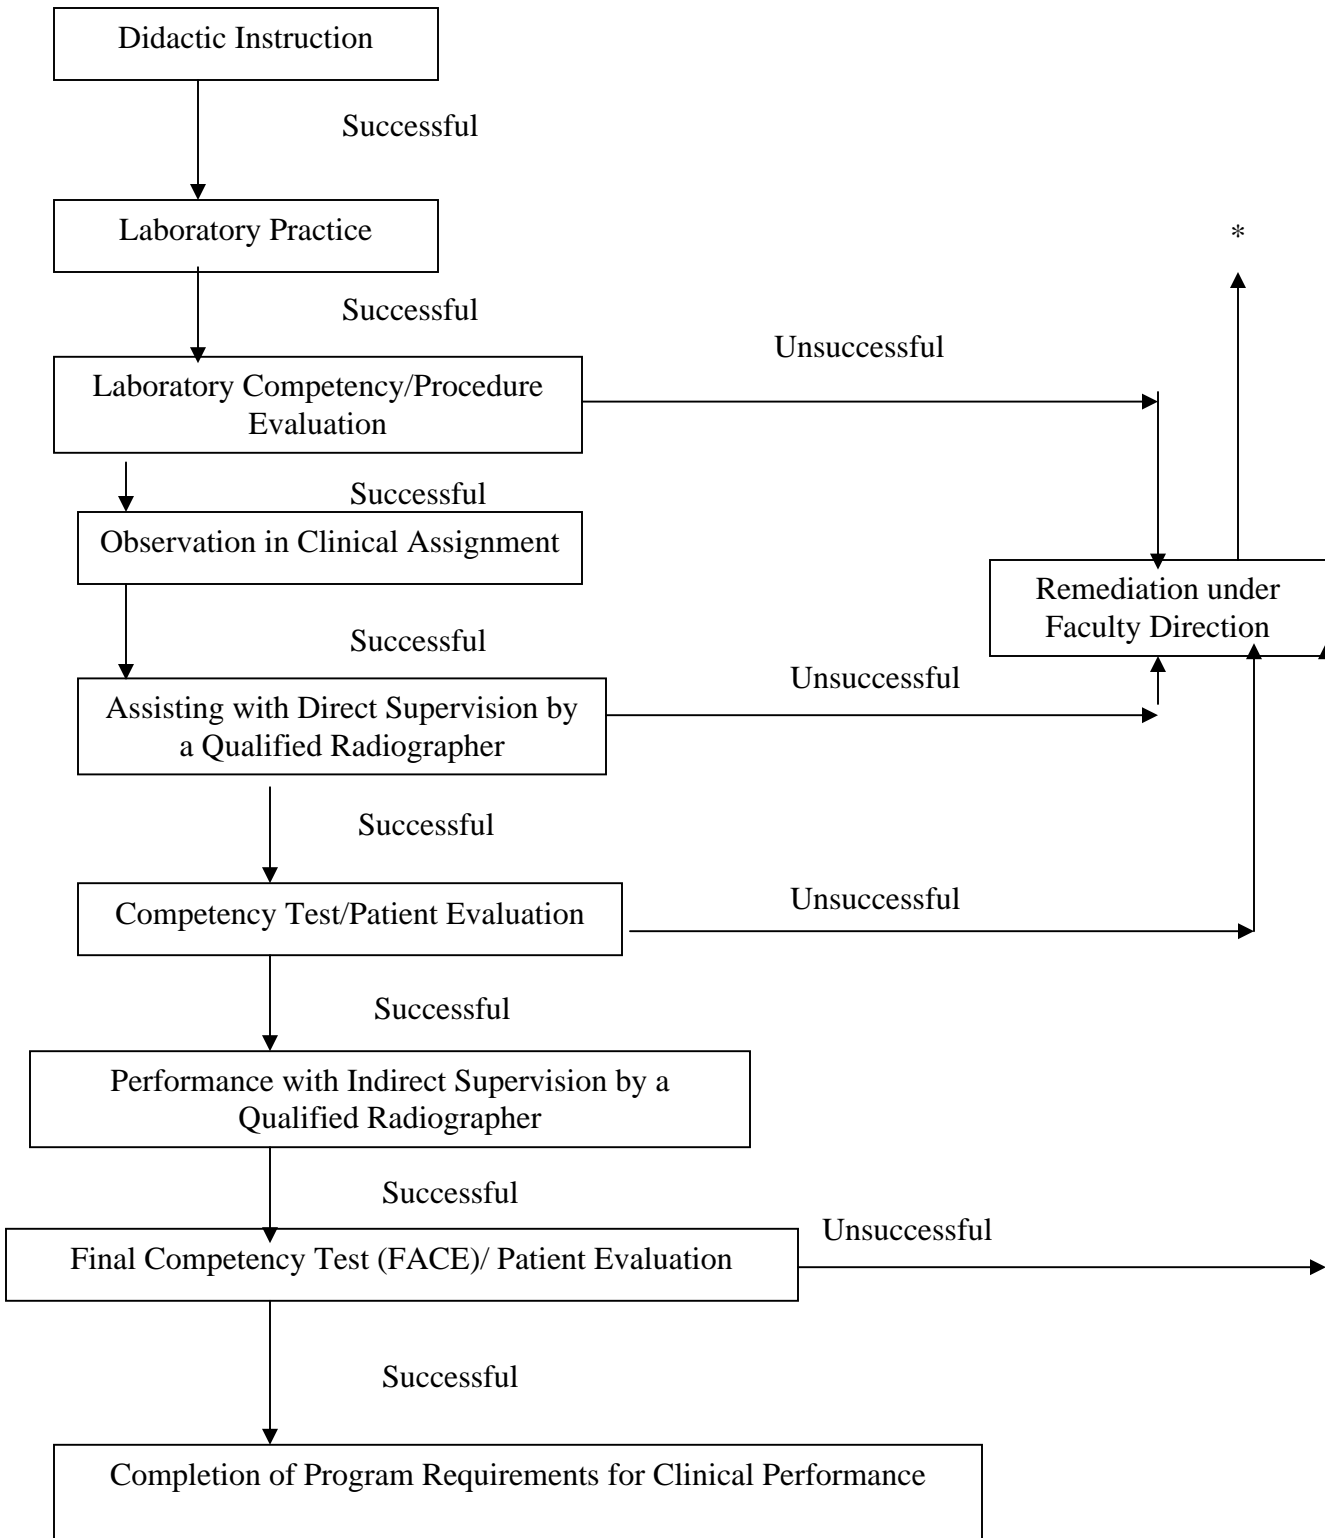 Didactic Instruction
Successful
Laboratory Practice
*
Successful
Unsuccessful
Laboratory Competency/Procedure
Evaluation
Successful
Observation in Clinical Assignment
Remediation under
Faculty Direction
Successful
Unsuccessful
Assisting with Direct Supervision by
a Qualified Radiographer
Successful
Competency Test/Patient Evaluation
Unsuccessful
Successful
Performance with Indirect Supervision by a
Qualified Radiographer
Successful
Unsuccessful
Final Competency Test (FACE)/ Patient Evaluation
Successful
Completion of Program Requirements for Clinical Performance